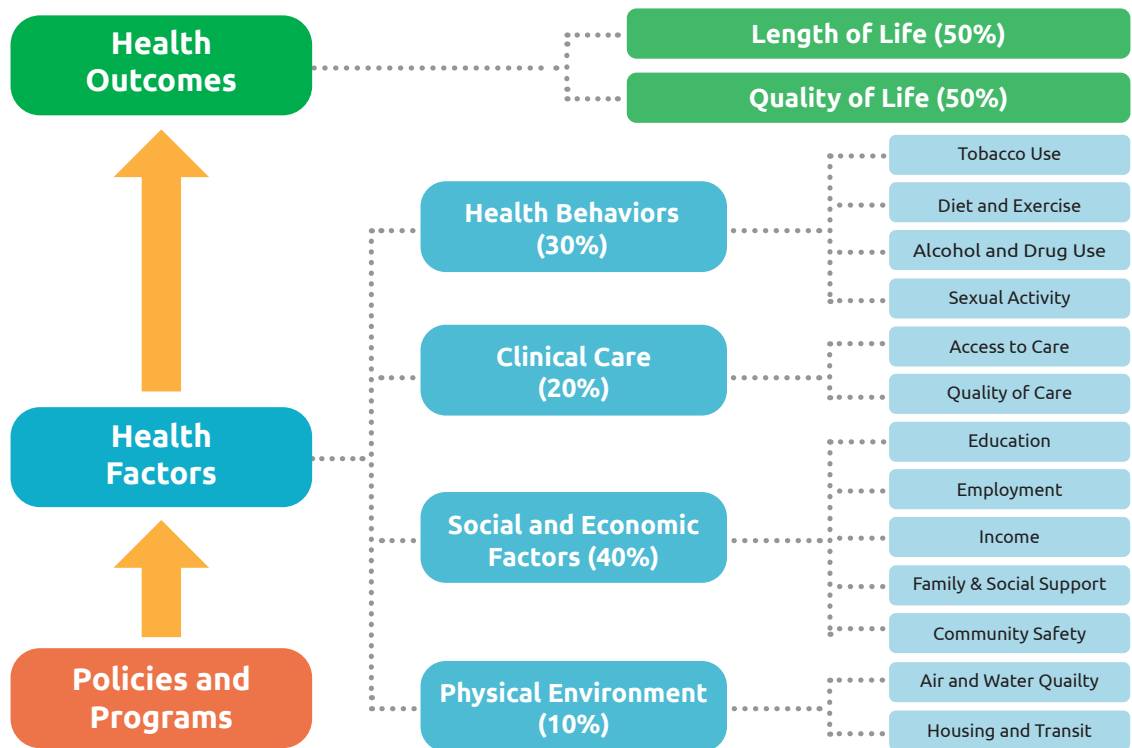 Health
Outcomes
Length of Life (50%)
Quality of Life (50%)
Health
Factors
Health Behaviors
(30%)
Tobacco Use
Diet and Exercise
Alcohol and Drug Use
Sexual Activity
Clinical Care
(20%)
Access to Care
Quality of Care
Social and Economic
Factors (40%)
Education
Employment
Income
Family & Social Support
Community Safety
Physical Environment
(10%)
Air and Water Quailty
Housing and Transit
Policies and
Programs